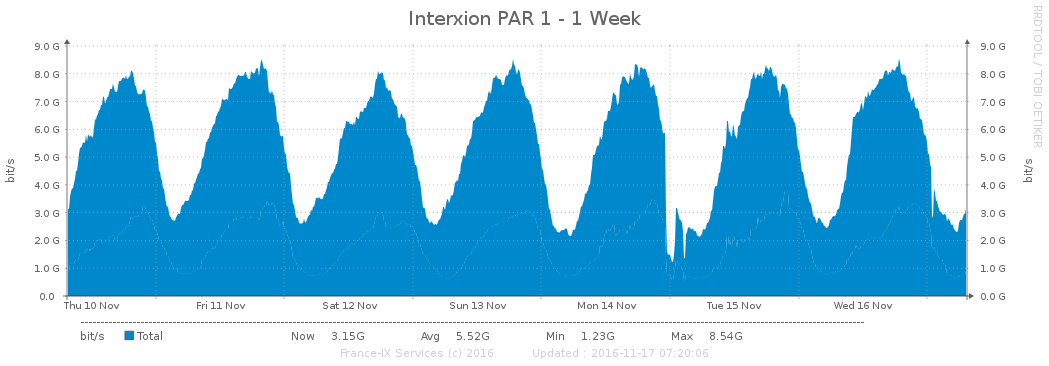 Interxion PAR 1 - 1 Week
RRDTOOL / TOBI OETIKER
bit/s
9.0 G 9.0 G
8.0 G 8.0 G
7.0 G 7.0 G
6.0 G 6.0 G
5.0 G 5.0 G
4.0 G 4.0 G
3.0 G 3.0 G
2.0 G 2.0 G
1.0 G 1.0 G
0.0 0.0 G
bit/s
Thu 10 Nov Fri 11 Nov Sat 12 Nov Sun 13 Nov Mon 14 Nov Tue 15 Nov Wed 16 Nov
bit/s Total Now 3.15G Avg 5.52G Min 1.23G Max 8.54G
France-IX Services (c) 2016 Updated : 2016-11-17 07:20:06